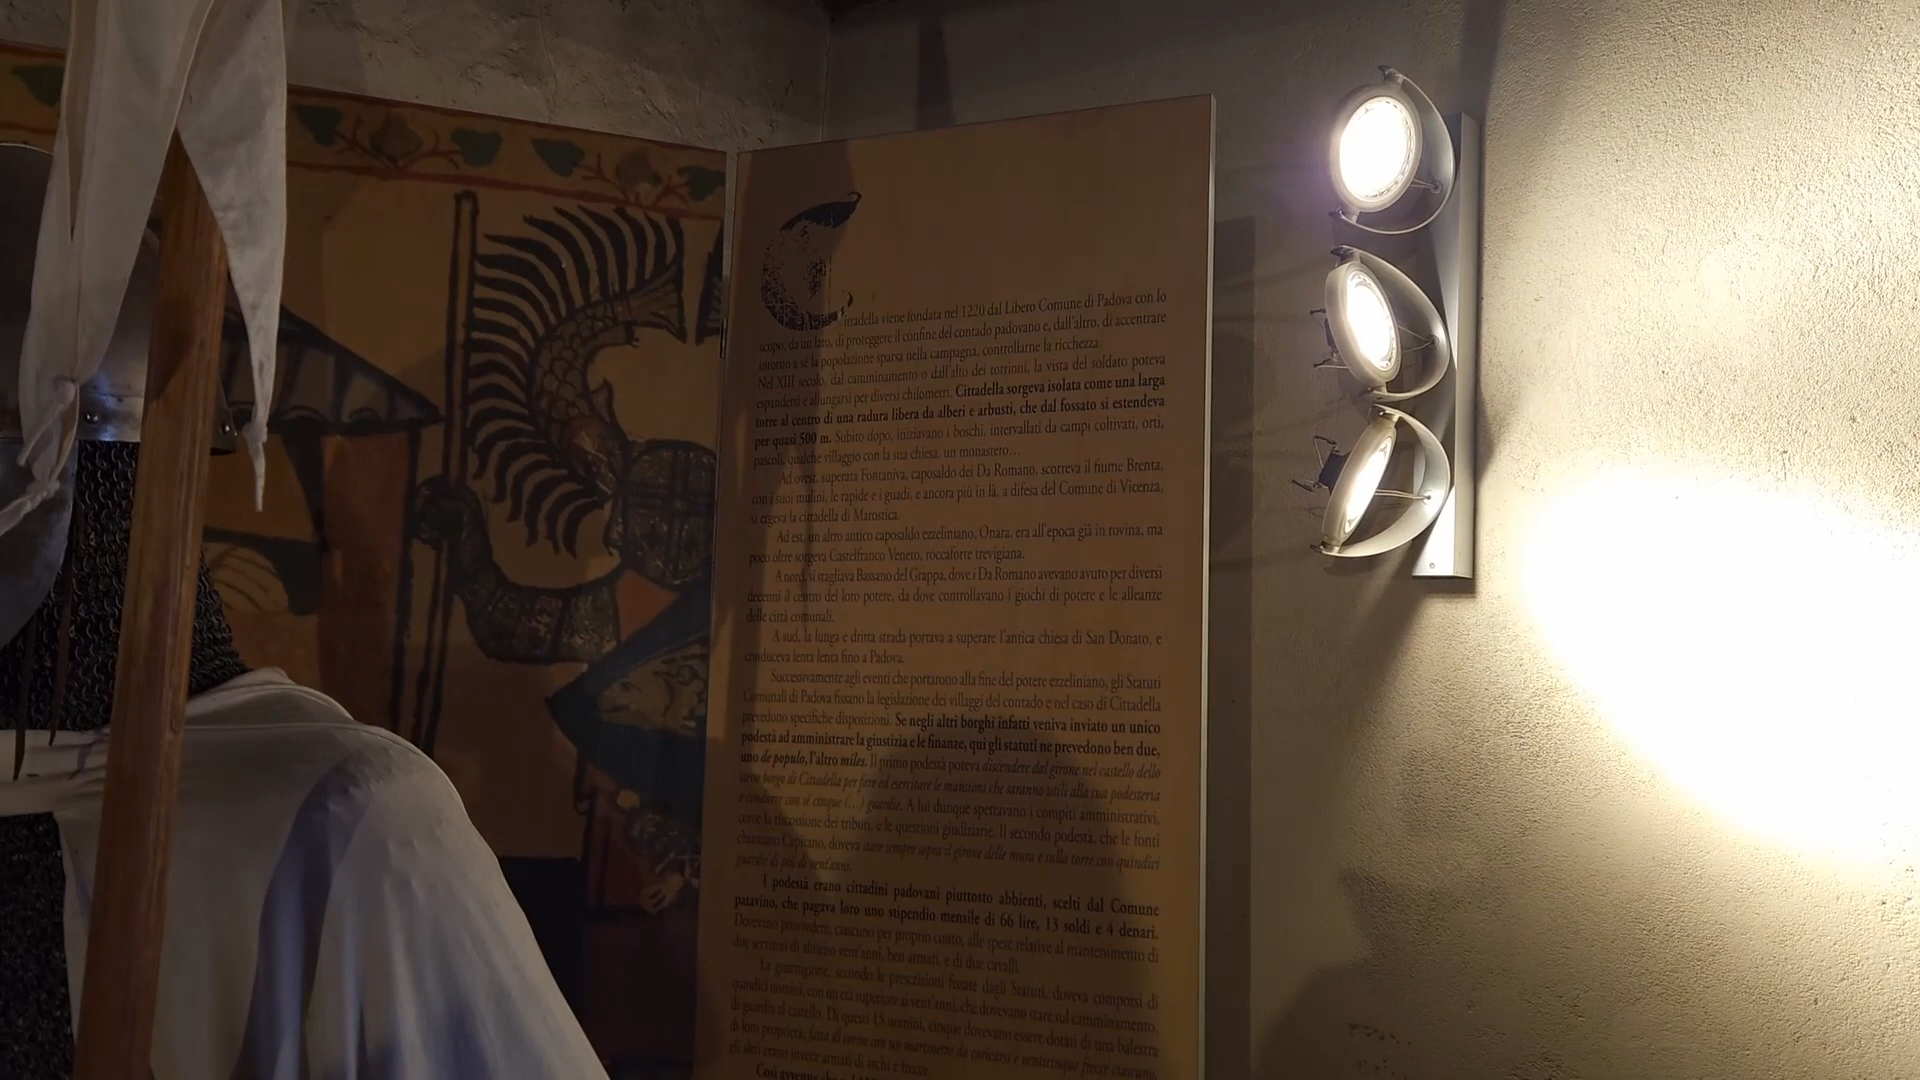 Cittadella viene fondata nel 1220 dal Libero Comune di Padova con lo
scopo, da un lato, di proteggere il confine del contado padovano e, dall'altro, di accentrare
intorno a sé la popolazione sparsa nella campagna, controllarne la ricchezza.
Nel XIII secolo, dal camminamento o dall'alto dei torrioni, la vista del soldato poteva
espandersi e allungarsi per diversi chilometri. Cittadella sorgeva isolata come una larga
torre al centro di una radura libera da alberi e arbusti, che dal fossato si estendeva
per quasi 500 m. Subito dopo, iniziavano i boschi, intervallati da campi coltivati, orti,
pascoli, qualche villaggio con la sua chiesa, un monastero...
Ad ovest, superata Fontaniva, caposaldo dei Da Romano, scorreva il fiume Brenta,
con i suoi mulini, le rapide e i guadi, e ancora più in là, a difesa del Comune di Vicenza,
si ergeva la cittadella di Marostica.
Ad est, un altro antico caposaldo ezzeliniano, Onara, era all'epoca già in rovina, ma
poco oltre sorgeva Castelfranco Veneto, roccaforte trevigiana.
A nord, si stagliava Bassano del Grappa, dove i Da Romano avevano avuto per diversi
decenni il centro del loro potere, da dove controllavano i giochi di potere e le alleanze
delle città comunali.
A sud, la lunga e dritta strada portava a superare l'antica chiesa di San Donato, e
conduceva lenta lenta fino a Padova.
Successivamente agli eventi che portarono alla fine del potere ezzeliniano, gli Statuti
Comunali di Padova fissano la legislazione dei villaggi del contado e nel caso di Cittadella
prevedono specifiche disposizioni. Se negli altri borghi infatti veniva inviato un unico
podestà ad amministrare la giustizia e le finanze, qui gli statuti ne prevedono ben due,
uno de populo, l'altro miles. Il primo podestà poteva discendere dal girone nel castello dello
stesso borgo di Cittadella per fare ed esercitare le mansioni che saranno utili alla sua podesteria
e condurre con sé cinque (...) guardie. A lui dunque spettavano i compiti amministrativi,
come la riscossione dei tributi, e le questioni giudiziarie. Il secondo podestà, che le fonti
chiamano Capitano, doveva stare sempre sopra il girone delle mura e sulla torre con quindici
guardie di più di vent'anni.
I podestà erano cittadini padovani piuttosto abbienti, scelti dal Comune
patavino, che pagava loro uno stipendio mensile di 66 lire, 13 soldi e 4 denari.
Dovevano provvedere, ciascuno per proprio conto, alle spese relative al mantenimento di
due servitori di almeno vent'anni, ben armati, e di due cavalli.
La guarnigione, secondo le prescrizioni fissate dagli Statuti, doveva comporsi di
quindici uomini, con un età superiore ai vent'anni, che dovevano stare sul camminamento,
di guardia al castello. Di questi 15 uomini, cinque dovevano essere dotati di una balestra
di loro proprietà, fatta di corno con un martinetto da caricarsi e venticinque frecce ciascuno,
gli altri erano invece armati di archi e frecce.
Così avvenne che